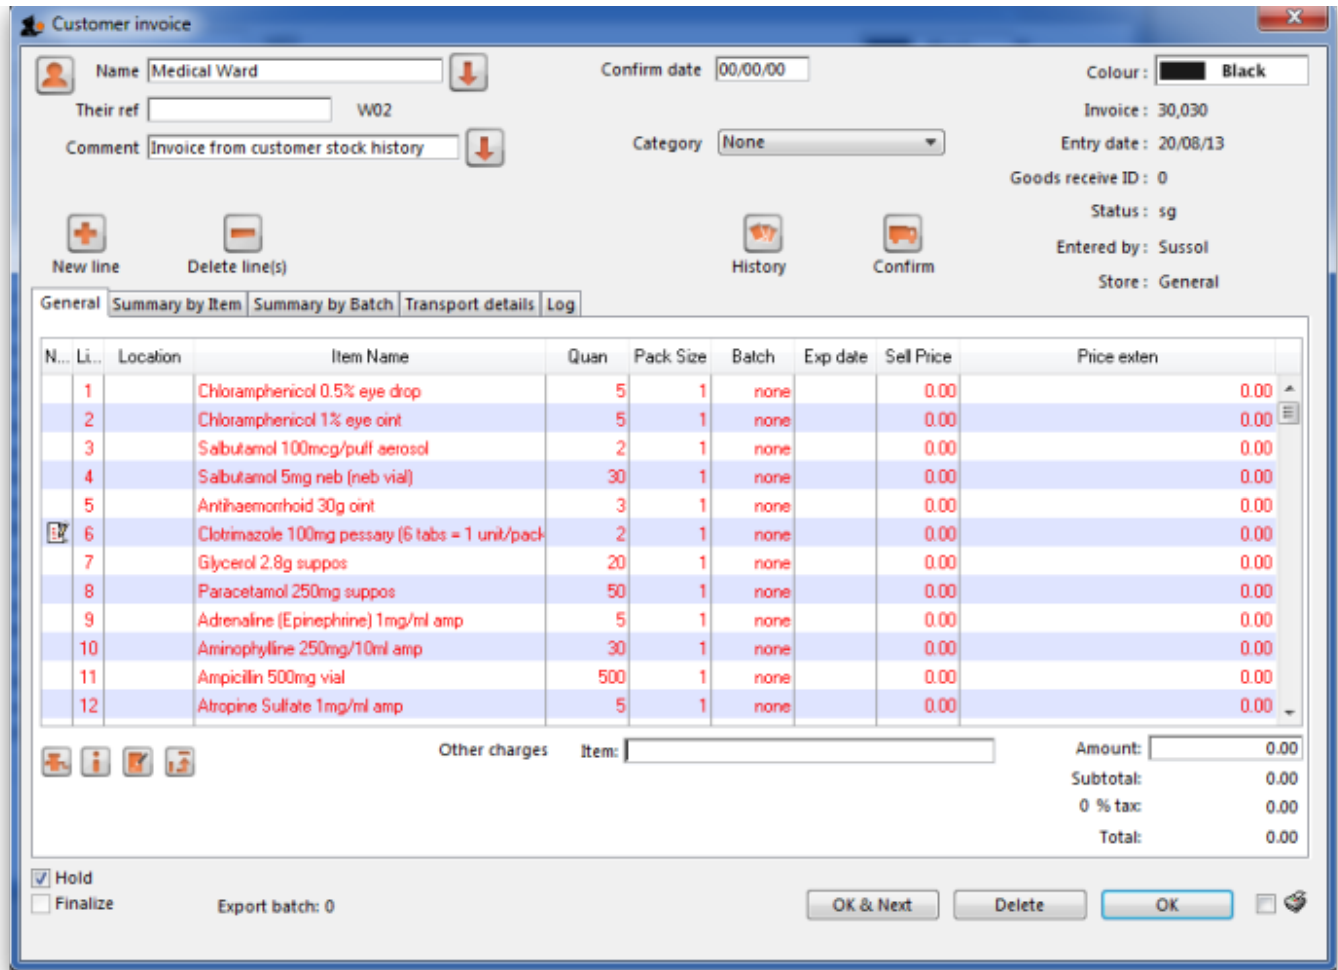 Customer invoice
Name Medical Ward Confirm date 00/00/00 Colour : Black
Their ref W02 Invoice : 30,030
Comment Invoice from customer stock history Category None Entry date : 20/08/13
Goods receive ID : 0
Status : sg
New line Delete line(s) History Confirm Entered by : Sussol
Store : General
General Summary by Item Summary by Batch Transport details Log
N... Li... Location Item Name Quan Pack Size Batch Exp date Sell Price Price exten
1 Chloramphenicol 0.5% eye drop 5 1 none 0.00 0.00
2 Chloramphenicol 1% eye oint 5 1 none 0.00 0.00
3 Salbutamol 100mcg/puff aerosol 2 1 none 0.00 0.00
4 Salbutamol 5mg neb (neb vial) 30 1 none 0.00 0.00
5 Antihaemorrhoid 30g oint 3 1 none 0.00 0.00
6 Clotrimazole 100mg pessary (6 tabs = 1 unit/pack 2 1 none 0.00 0.00
7 Glycerol 2.8g suppos 20 1 none 0.00 0.00
8 Paracetamol 250mg suppos 50 1 none 0.00 0.00
9 Adrenaline (Epinephrine) 1mg/ml amp 5 1 none 0.00 0.00
10 Aminophylline 250mg/10ml amp 30 1 none 0.00 0.00
11 Ampicillin 500mg vial 500 1 none 0.00 0.00
12 Atropine Sulfate 1mg/ml amp 5 1 none 0.00 0.00
Other charges Item: Amount: 0.00
Subtotal: 0.00
0 % tax: 0.00
Total: 0.00
Hold
Finalize Export batch: 0 OK & Next Delete OK